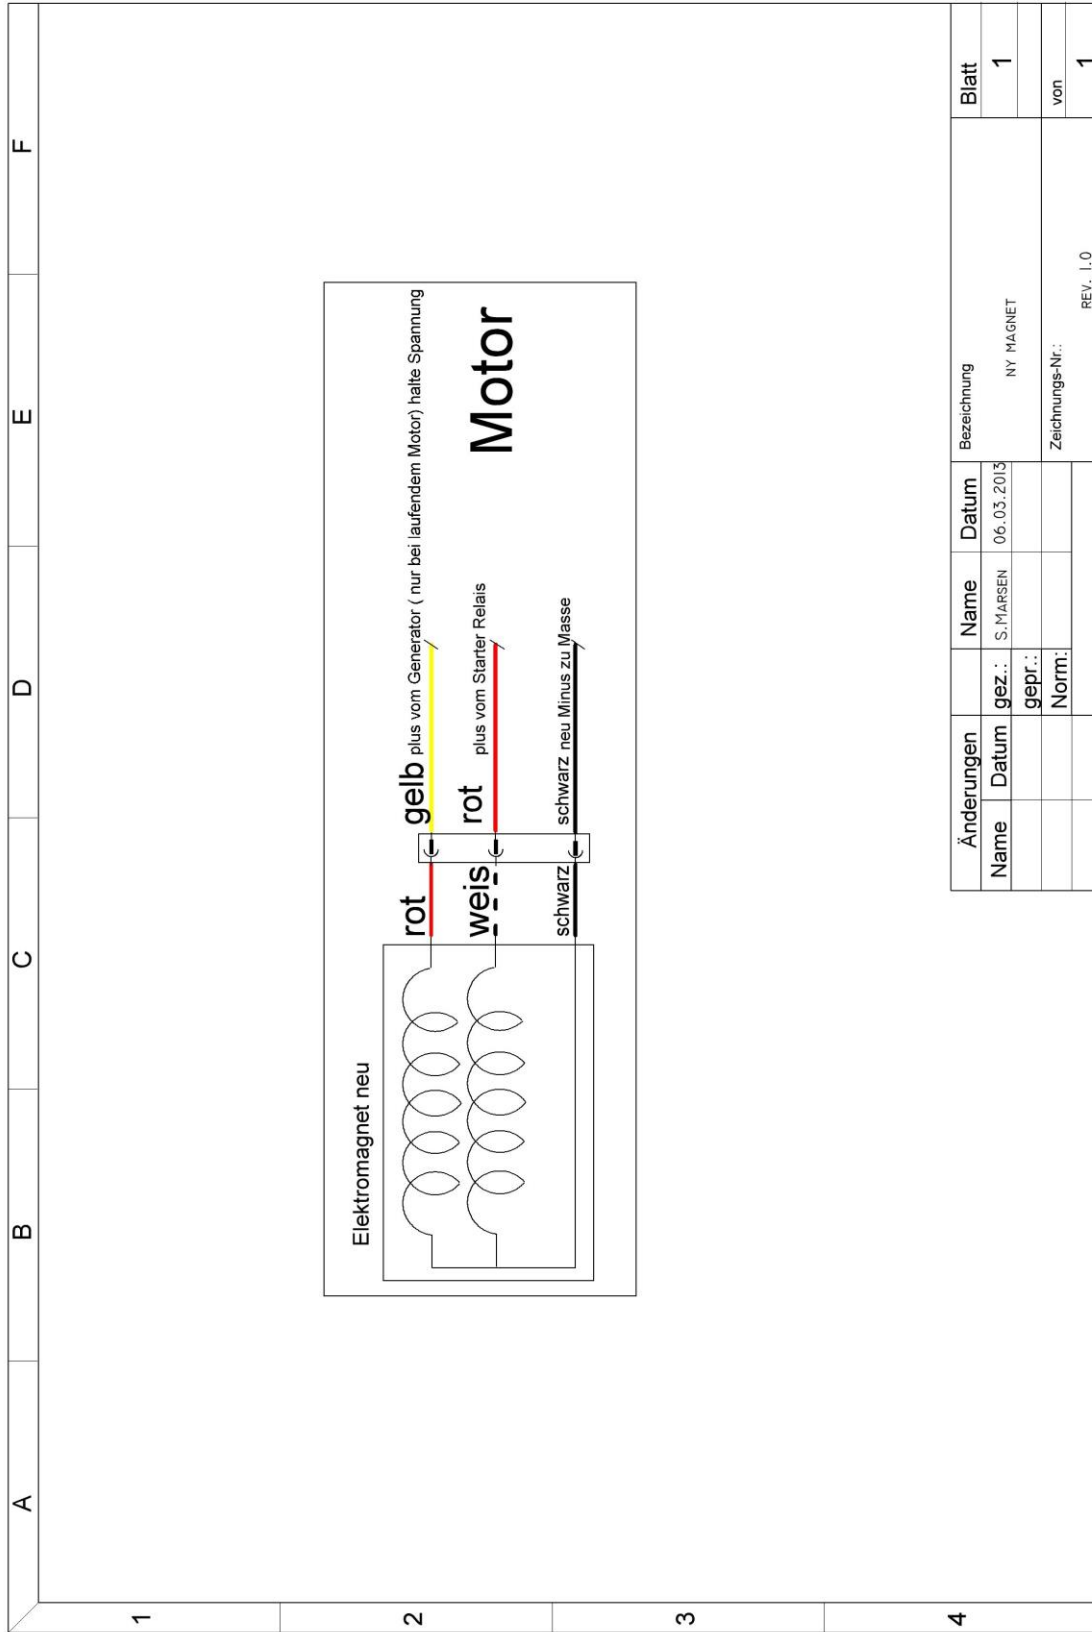 A
B
C
D
E
F
1
2
3
4
Elektromagnet neu
rot
gelb plus vom Generator ( nur bei laufendem Motor) halte Spannung
weis
rot
plus vom Starter Relais
schwarz
schwarz neu Minus zu Masse
Motor
Änderungen
Name
Datum
Name
Datum
gez.:
S.MARSEN
06.03.2013
gepr.:
Norm:
Bezeichnung
NY MAGNET
Zeichnungs-Nr.:
REV. 1.0
Blatt
1
von
1